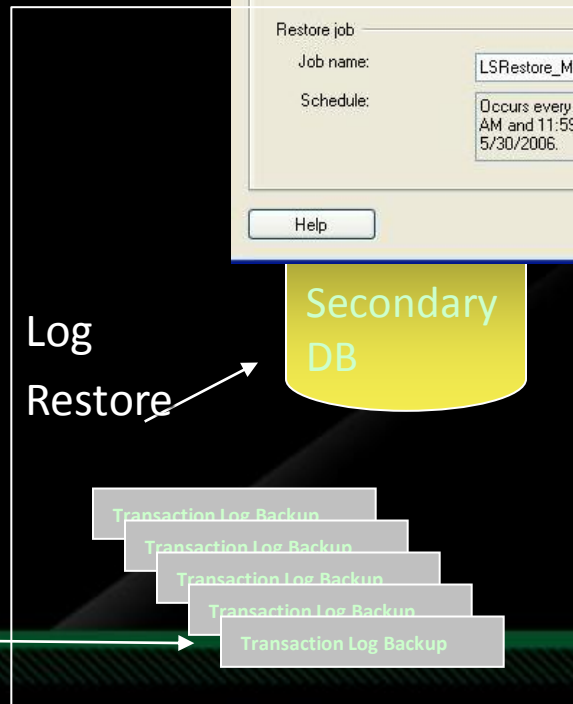 Restore job
Job name:
LSRestore_M
Schedule:
Occurs every
AM and 11:59
5/30/2006.
Help
Secondary
DB
Log
Restore
Transaction Log Backup
Transaction Log Backup
Transaction Log Backup
Transaction Log Backup
Transaction Log Backup